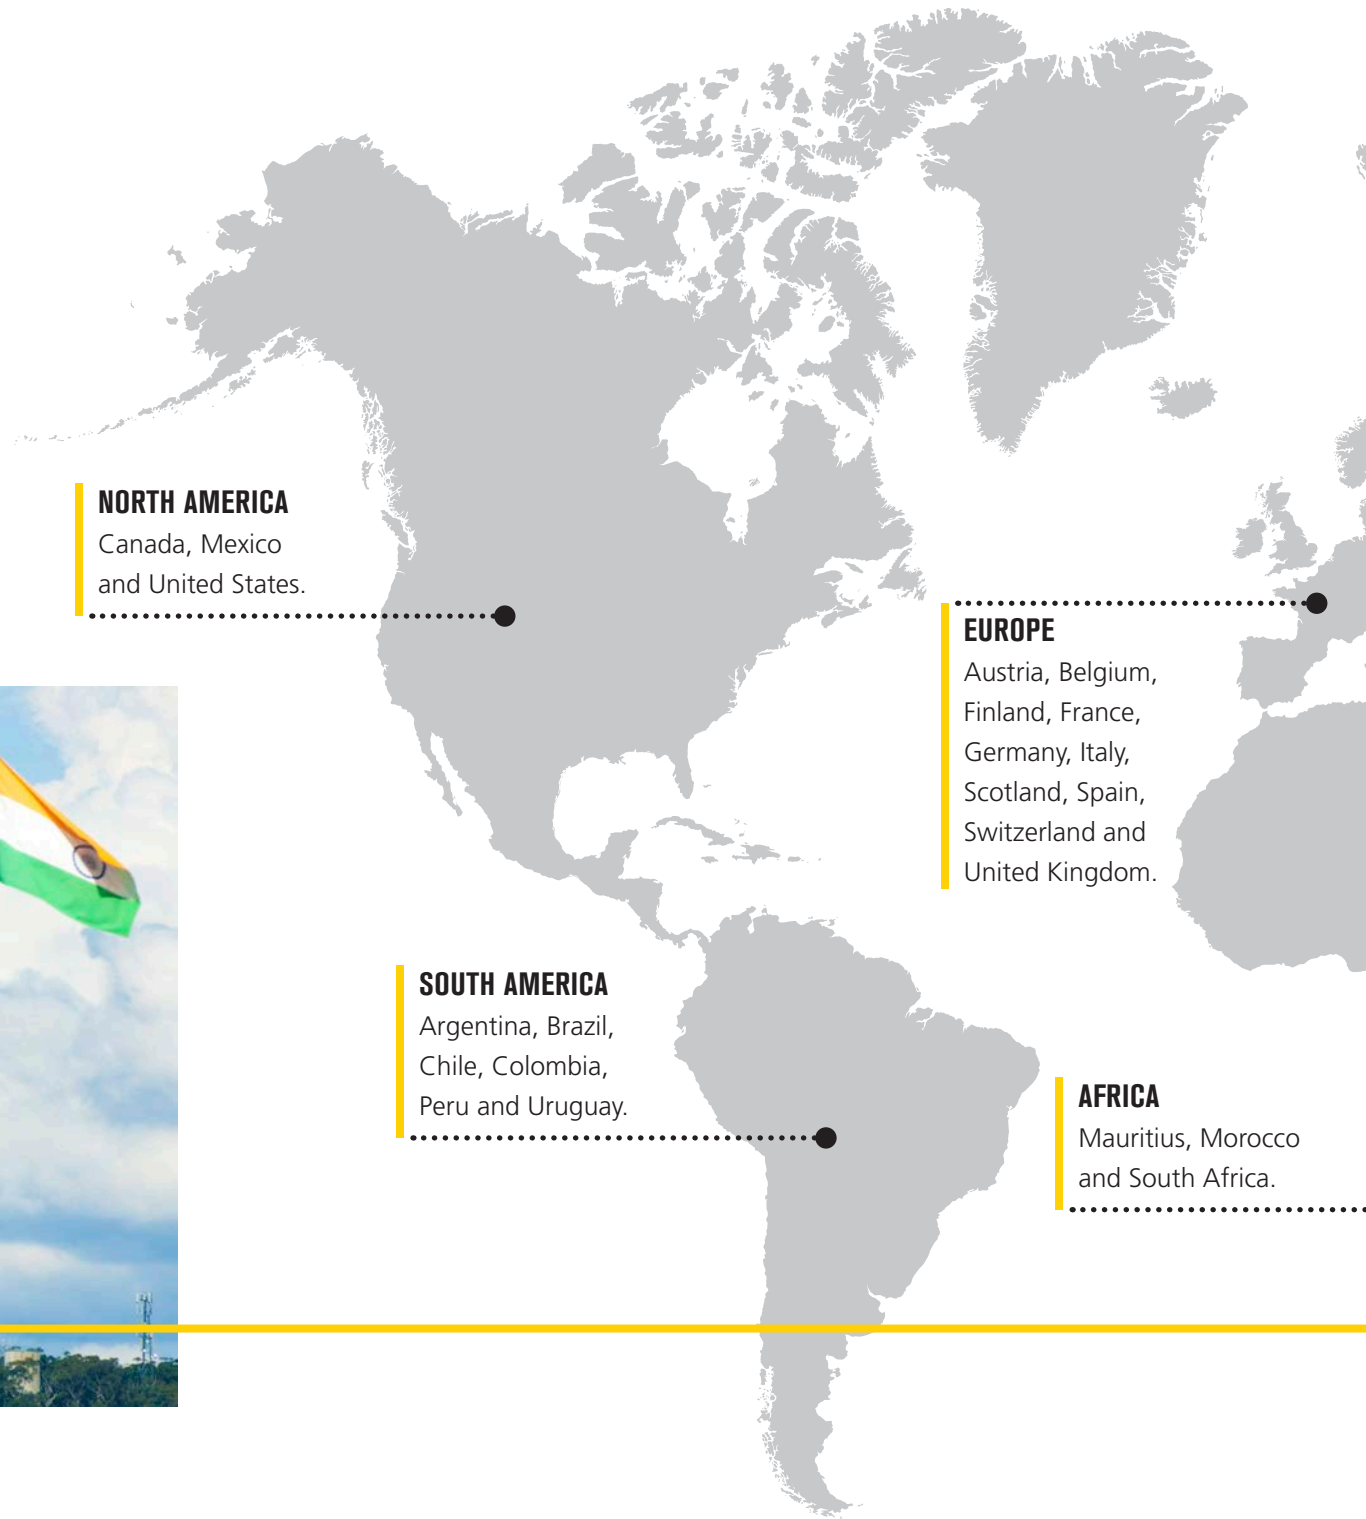 NORTH AMERICA
Canada, Mexico
and United States.
EUROPE
Austria, Belgium,
Finland, France,
Germany, Italy,
Scotland, Spain,
Switzerland and
United Kingdom.
SOUTH AMERICA
Argentina, Brazil,
Chile, Colombia,
Peru and Uruguay.
AFRICA
Mauritius, Morocco
and South Africa.